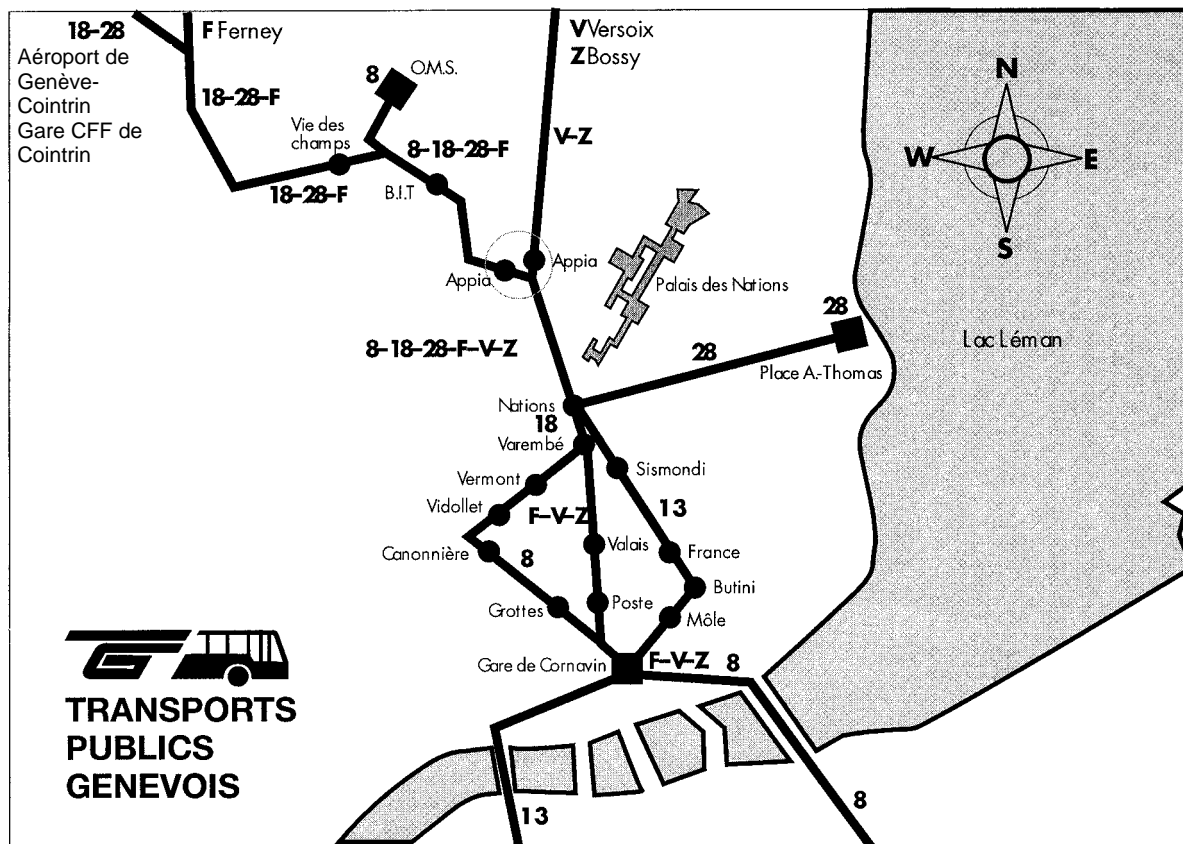 18-28
F Ferney
Aéroport de
Genève-
Cointrin
Gare CFF de
Cointrin
18-28-F
8
O.M.S.
V Versoix
Z Bossy
Vie des
champs
8-18-28-F
V-Z
18-28-F
B.I.T
N
W
E
S
Appia
Appia
Palais des Nations
8-18-28-F-V-Z
28
28
Place A.-Thomas
Lac Léman
Nations
18
Varembé
Sismondi
Vermont
Vidollet
F-V-Z
13
Canonnière
8
Valais
France
Butini
Grottes
Poste
Môle
Gare de Cornavin
F-V-Z
8
TRANSPORTS
PUBLICS
GENEVOIS
13
8